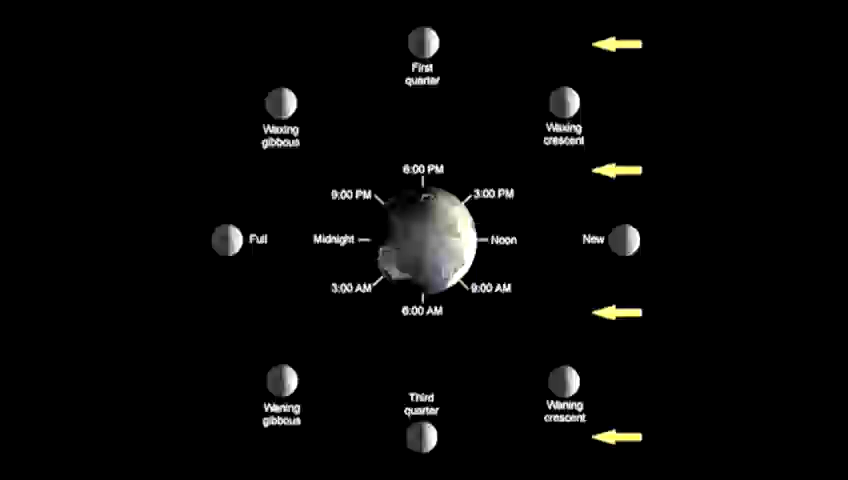 First
quarter
Waxing
gibbous
Waxing
crescent
6:00 PM
9:00 PM
3:00 PM
Full
Midnight
Noon
New
3:00 AM
9:00 AM
6:00 AM
Waning
gibbous
Third
quarter
Waning
crescent